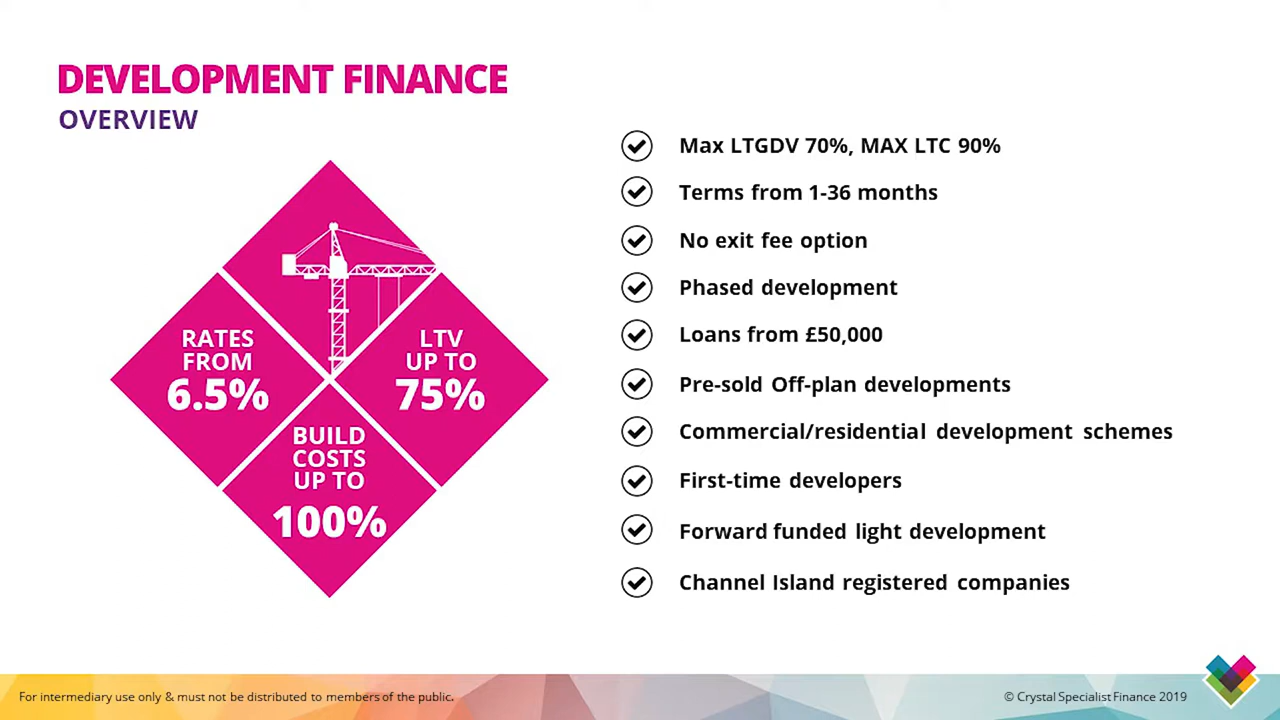 DEVELOPMENT FINANCE
OVERVIEW
RATES
FROM
6.5%
LTV
UP TO
75%
BUILD
COSTS
UP TO
100%
Max LTGDV 70%, MAX LTC 90%
Terms from 1-36 months
No exit fee option
Phased development
Loans from £50,000
Pre-sold Off-plan developments
Commercial/residential development schemes
First-time developers
Forward funded light development
Channel Island registered companies
For intermediary use only & must not be distributed to members of the public.
© Crystal Specialist Finance 2019